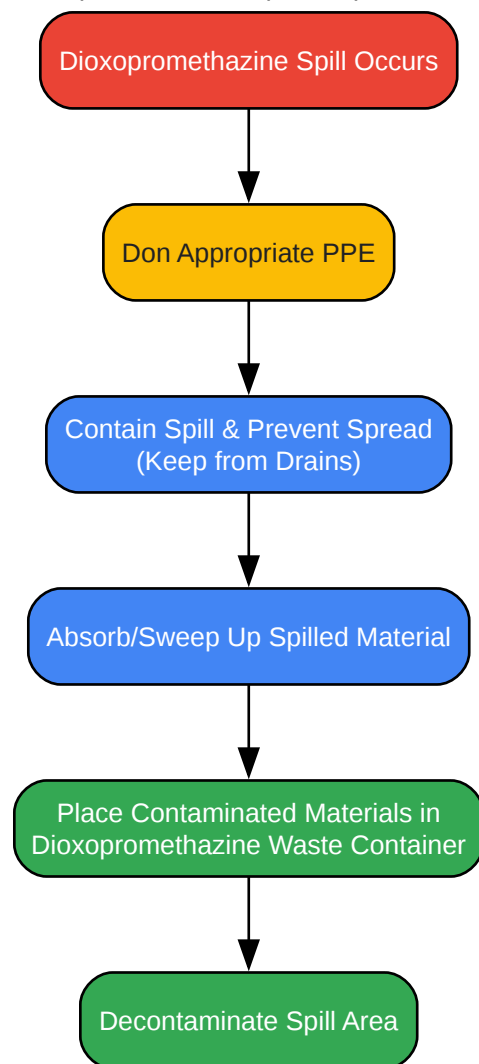 Dioxopromethazine Spill Occurs
Don Appropriate PPE
Contain Spill & Prevent Spread
(Keep from Drains)
Absorb/Sweep Up Spilled Material
Place Contaminated Materials in
Dioxopromethazine Waste Container
Decontaminate Spill Area